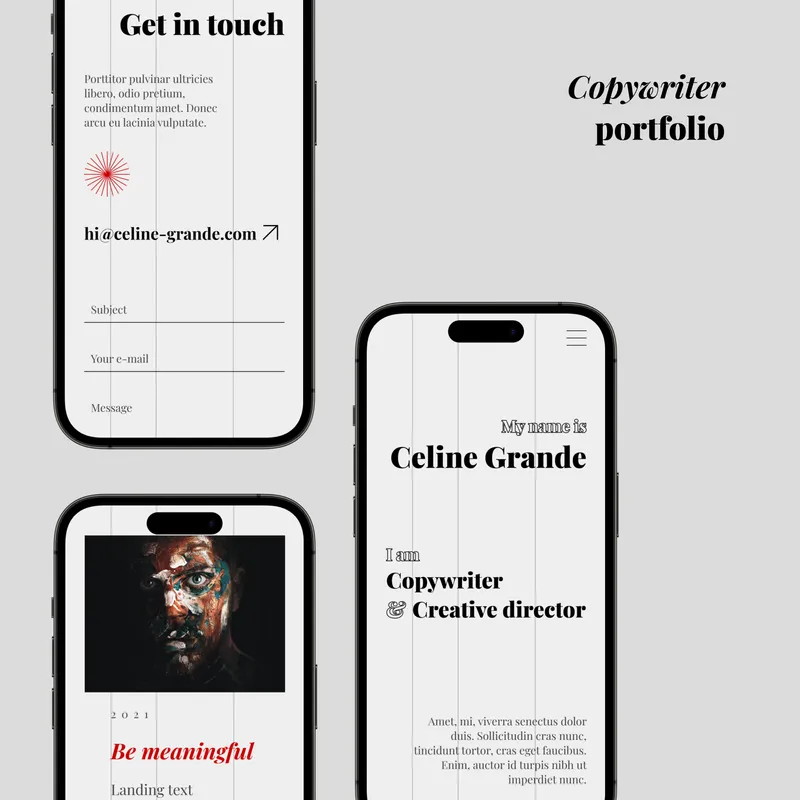 Get in touch
Porttitor pulvinar ultricies
libero, odio pretium,
condimentum amet. Donec
arcu eu lacinia vulputate.
hi@celine-grande.com
Subject
Your e-mail
Message
Copywriter
portfolio
My name is
Celine Grande
I am
Copywriter
& Creative director
Amet, mi, viverra senectus dolor
duis. Sollicitudin cras nunc,
tincidunt tortor, cras eget faucibus.
Enim, auctor id turpis nibh ut
imperdiet nunc.
2021
Be meaningful
Landing text